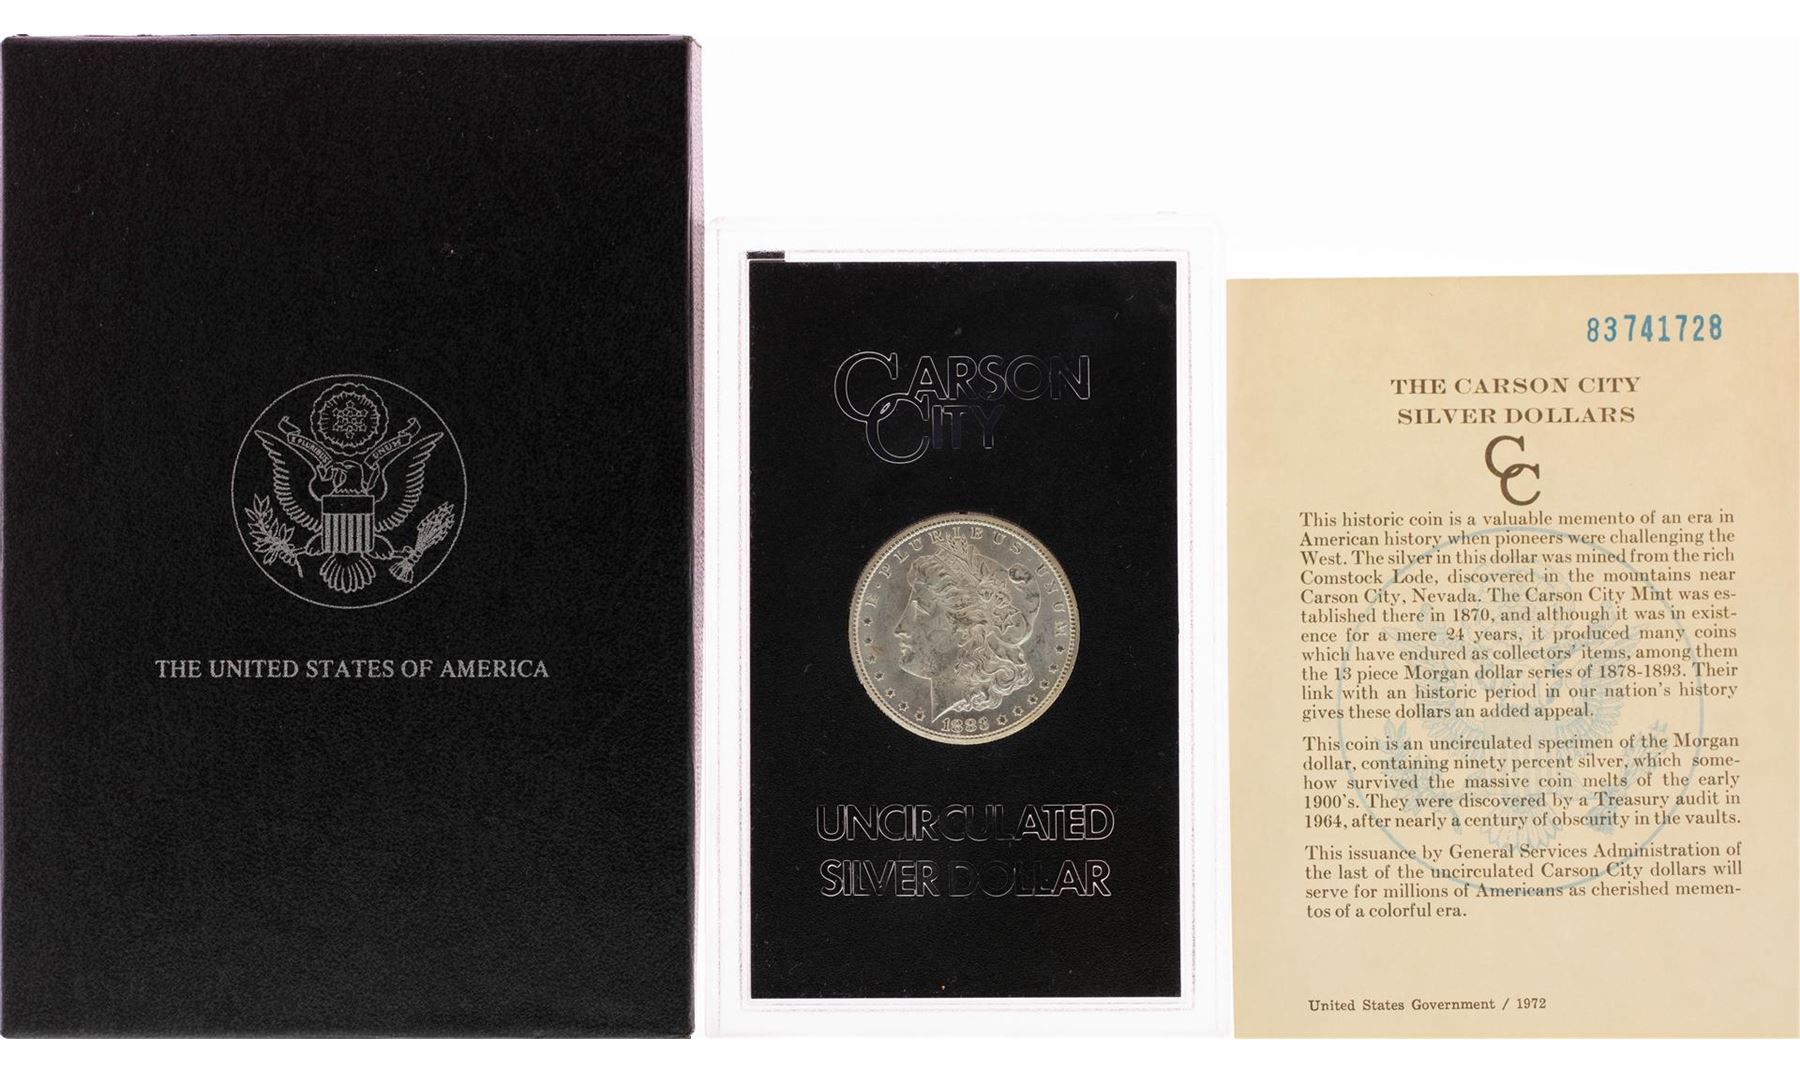 E PLURIBUS UNUM
THE UNITED STATES OF AMERICA
CARSON
CITY
E · PLURIBUS · UNUM
1883
UNCIRCULATED
SILVER DOLLAR
83741728
THE CARSON CITY
SILVER DOLLARS
CC
This historic coin is a valuable memento of an era in
American history when pioneers were challenging the
West. The silver in this dollar was mined from the rich
Comstock Lode, discovered in the mountains near
Carson City, Nevada. The Carson City Mint was es-
tablished there in 1870, and although it was in exist-
ence for a mere 24 years, it produced many coins
which have endured as collectors' items, among them
the 13 piece Morgan dollar series of 1878-1893. Their
link with an historic period in our nation's history
gives these dollars an added appeal.
This coin is an uncirculated specimen of the Morgan
dollar, containing ninety percent silver, which some-
how survived the massive coin melts of the early
1900's. They were discovered by a Treasury audit in
1964, after nearly a century of obscurity in the vaults.
This issuance by General Services Administration of
the last of the uncirculated Carson City dollars will
serve for millions of Americans as cherished memen-
tos of a colorful era.
United States Government / 1972